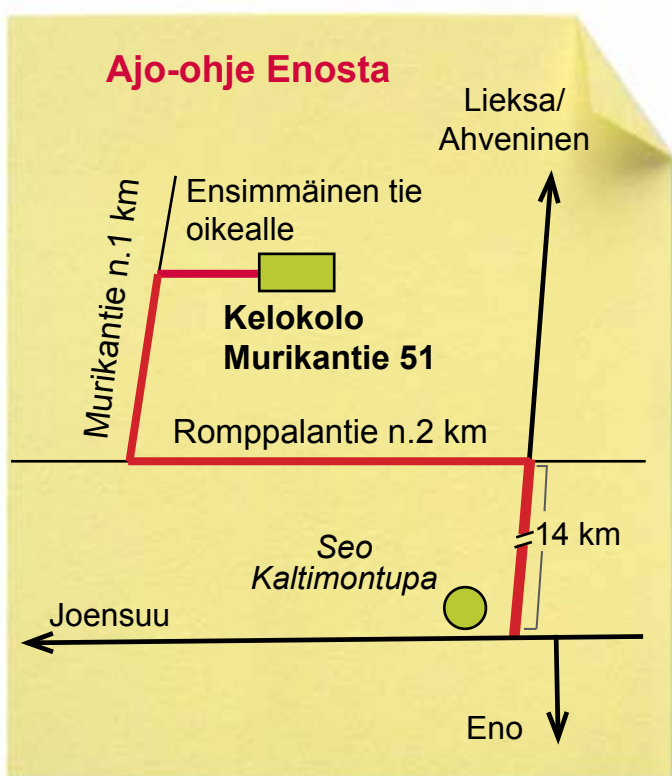 Ajo-ohje Enosta
Lieksa/
Ahveninen
Ensimmäinen tie
oikealle
Murikantie n.1 km
Kelokolo
Murikantie 51
Romppalantie n.2 km
14 km
Seo
Kaltimontupa
Joensuu
Eno